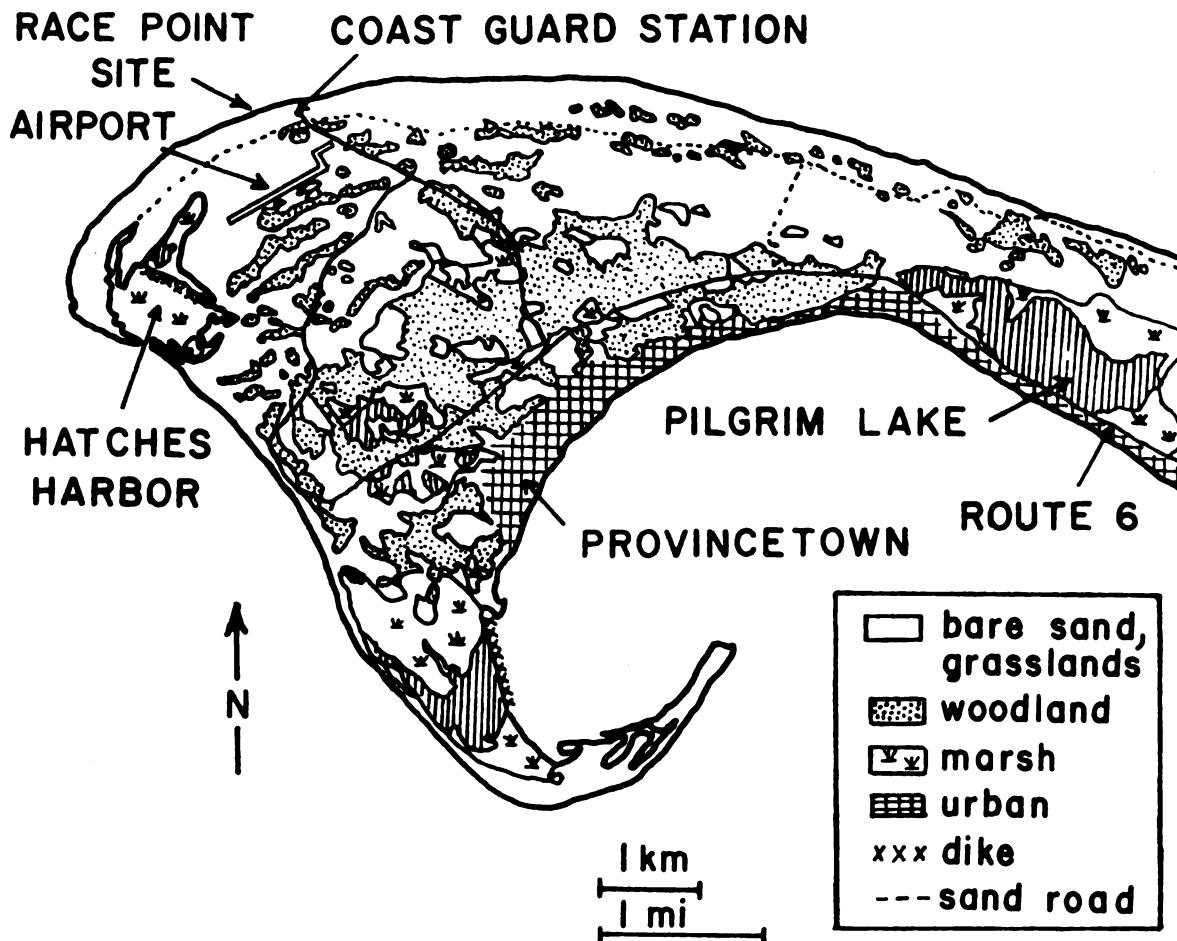 RACE POINT
SITE
COAST GUARD STATION
AIRPORT
HATCHES
HARBOR
PILGRIM LAKE
ROUTE 6
PROVINCETOWN
N
bare sand,
grasslands
woodland
marsh
urban
xxx dike
--- sand road
1 km
1 mi